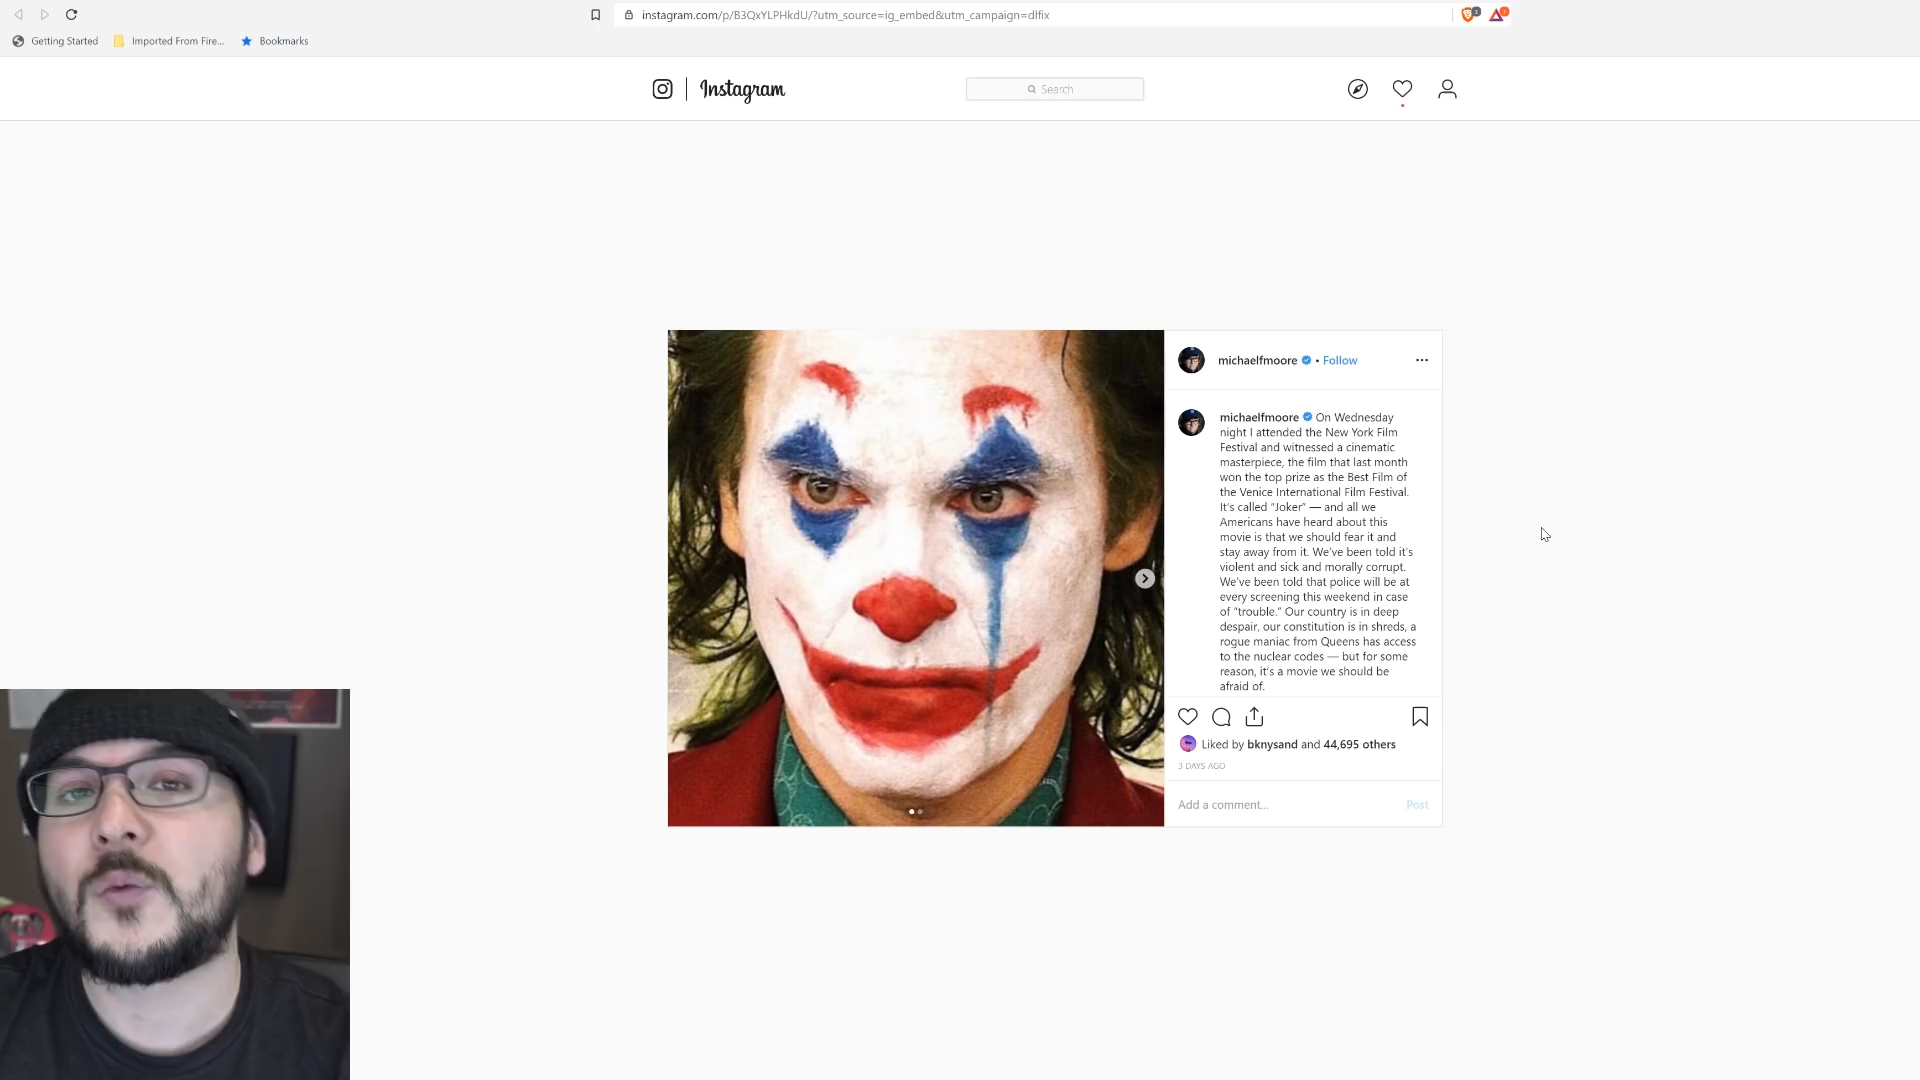 instagram.com/p/B3QxYLPHkdU/?utm_source=ig_embed&utm_campaign=dlfix
Getting Started
Imported From Fire...
Bookmarks
Instagram
Search
michaelfmoore • Follow
michaelfmoore On Wednesday
night I attended the New York Film
Festival and witnessed a cinematic
masterpiece, the film that last month
won the top prize as the Best Film of
the Venice International Film Festival.
It's called "Joker" — and all we
Americans have heard about this
movie is that we should fear it and
stay away from it. We've been told it's
violent and sick and morally corrupt.
We've been told that police will be at
every screening this weekend in case
of "trouble." Our country is in deep
despair, our constitution is in shreds, a
rogue maniac from Queens has access
to the nuclear codes — but for some
reason, it's a movie we should be
afraid of.
Liked by bknysand and 44,695 others
3 DAYS AGO
Add a comment...
Post